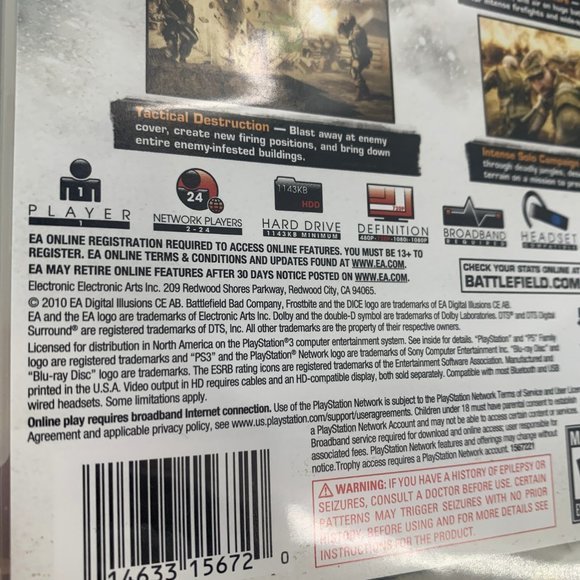 intense firefights and
Tactical Destruction — Blast away at enemy
cover, create new firing positions, and bring down
entire enemy-infested buildings.
Intense Solo Campaign
through deadly jungles,
terrain on a mission to
1
PLAYER
1
24
NETWORK PLAYERS
2-24
1143KB
HDD
HARD DRIVE
1143KB MINIMUM
720P
DEFINITION
480P•720P•1080i•1080P
BROADBAND
REQUIRED
HEADSET
EA ONLINE REGISTRATION REQUIRED TO ACCESS ONLINE FEATURES. YOU MUST BE 13+ TO
REGISTER. EA ONLINE TERMS & CONDITIONS AND UPDATES FOUND AT WWW.EA.COM.
EA MAY RETIRE ONLINE FEATURES AFTER 30 DAYS NOTICE POSTED ON WWW.EA.COM.
CHECK YOUR STATS ONLINE AT
BATTLEFIELD.COM
Electronic Electronic Arts Inc. 209 Redwood Shores Parkway, Redwood City, CA 94065.
© 2010 EA Digital Illusions CE AB. Battlefield Bad Company, Frostbite and the DICE logo are trademarks of EA Digital Illusions CE AB.
EA and the EA logo are trademarks of Electronic Arts Inc. Dolby and the double-D symbol are trademarks of Dolby Laboratories. DTS® and DTS Digital
Surround® are registered trademarks of DTS, Inc. All other trademarks are the property of their respective owners.
Licensed for distribution in North America on the PlayStation®3 computer entertainment system. See inside for details. "PlayStation" and "PS" Family
logo are registered trademarks and "PS3" and the PlayStation® Network logo are trademarks of Sony Computer Entertainment Inc. "Blu-ray Disc" and
"Blu-ray Disc" logo are trademarks. The ESRB rating icons are registered trademarks of the Entertainment Software Association. Manufactured and
printed in the U.S.A. Video output in HD requires cables and an HD-compatible display, both sold separately. Compatible with most Bluetooth and USB
wired headsets. Some limitations apply.
Online play requires broadband Internet connection. Use of the PlayStation Network is subject to the PlayStation Network Terms of Service and User
Agreement and applicable privacy policy, see www.us.playstation.com/support/useragreements. Children under 18 must have parental consent to establish
a PlayStation Network Account and may not be able to access certain content or services.
Broadband service required for download and online access; user responsible for
associated fees. PlayStation Network features and offerings may change without
notice. Trophy access requires a PlayStation Network account. 1567221
WARNING: IF YOU HAVE A HISTORY OF EPILEPSY OR
SEIZURES, CONSULT A DOCTOR BEFORE USE. CERTAIN
PATTERNS MAY TRIGGER SEIZURES WITH NO PRIOR
HISTORY. BEFORE USING AND FOR MORE DETAILS SEE
INSTRUCTIONS FOR THE PRODUCT.
14633 15672 0